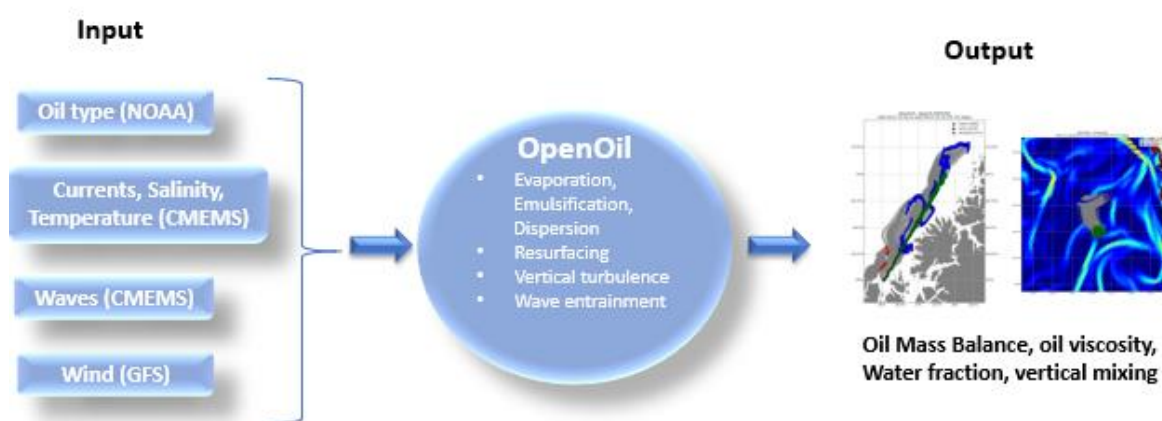 Input
Oil type (NOAA)
Currents, Salinity,
Temperature (CMEMS)
Waves (CMEMS)
Wind (GFS)
OpenOil
• Evaporation,
Emulsification,
Dispersion
• Resurfacing
• Vertical turbulence
• Wave entrainment
Output
Oil Mass Balance, oil viscosity,
Water fraction, vertical mixing